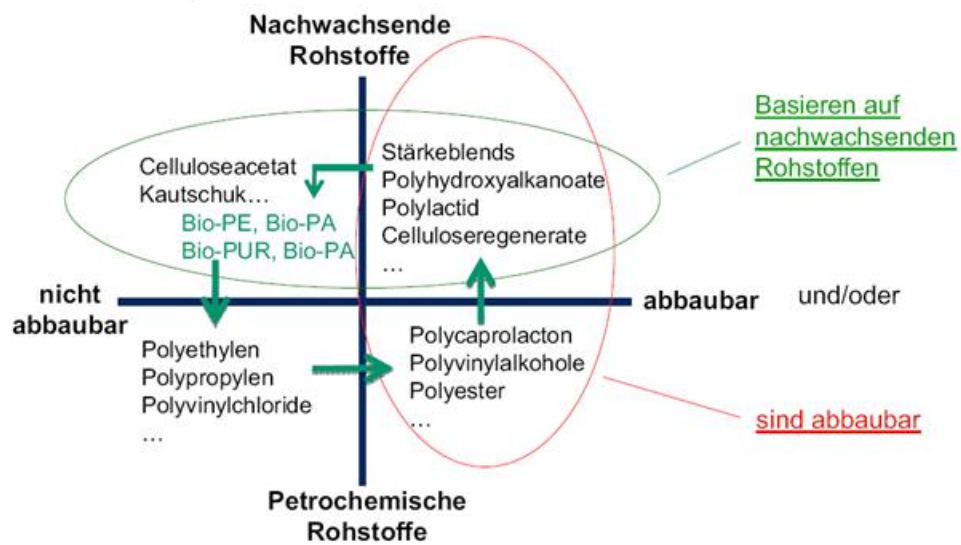 Nachwachsende
Rohstoffe
Basieren auf
nachwachsenden
Rohstoffen
Celluloseacetat
Kautschuk…
Bio-PE, Bio-PA
Bio-PUR, Bio-PA
Stärkeblends
Polyhydroxyalkanoate
Polylactid
Celluloseregenerate
…
nicht
abbaubar
abbaubar
und/oder
Polyethylen
Polypropylen
Polyvinylchloride
…
Polycaprolacton
Polyvinylalkohole
Polyester
…
sind abbaubar
Petrochemische
Rohstoffe